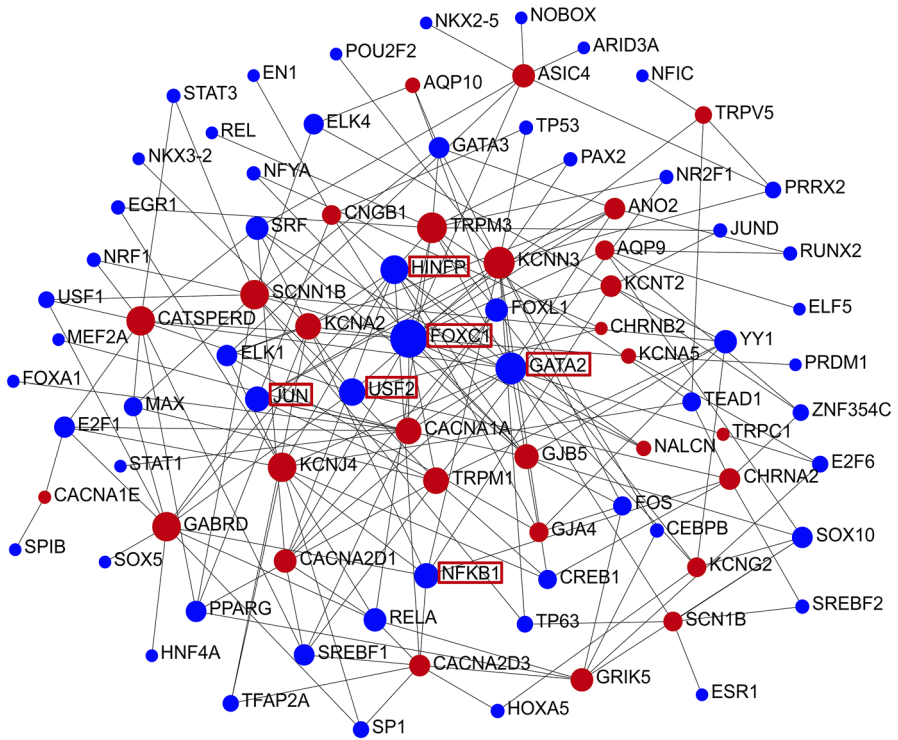 NKX2-5
NOBOX
POU2F2
ARID3A
EN1
AQP10
ASIC4
NFIC
STAT3
TRPV5
REL
ELK4
GATA3
TP53
NKX3-2
NFYA
PAX2
NR2F1
PRRX2
EGR1
SRF
CNGB1
TRPM3
ANO2
JUND
NRF1
HINFP
KCNN3
AQP9
RUNX2
USF1
SCNN1B
KCNT2
CATSPERD
KCNA2
FOXL1
ELF5
MEF2A
FOXC1
CHRNB2
YY1
ELK1
KCNA5
PRDM1
FOXA1
GATA2
JUN
USF2
TEAD1
MAX
ZNF354C
E2F1
CACNA1A
TRPC1
STAT1
KCNJ4
GJB5
NALCN
E2F6
CACNA1E
TRPM1
CHRNA2
FOS
GABRD
GJA4
CEBPB
SOX10
SPIB
SOX5
CACNA2D1
NFKB1
CREB1
KCNG2
PPARG
RELA
TP63
SCN1B
SREBF2
HNF4A
SREBF1
CACNA2D3
GRIK5
TFAP2A
HOXA5
ESR1
SP1